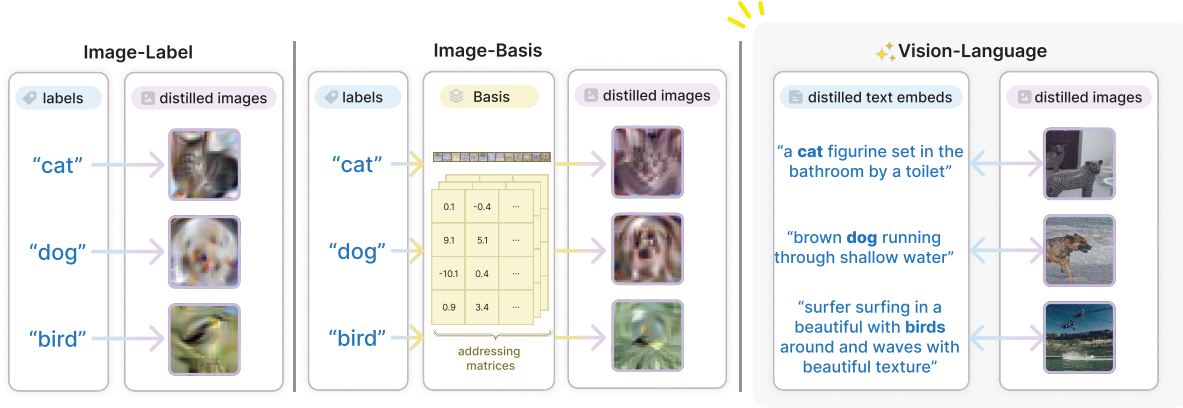 Image-Label
labels
distilled images
“cat”
“dog”
“bird”
Image-Basis
labels
Basis
distilled images
“cat”
“dog”
“bird”
0.1 -0.4 ...
9.1 5.1 ...
-10.1 0.4 ...
0.9 3.4 ...
addressing
matrices
Vision-Language
distilled text embeds
distilled images
“a cat figurine set in the
bathroom by a toilet”
“brown dog running
through shallow water”
“surfer surfing in a
beautiful with birds
around and waves with
beautiful texture”